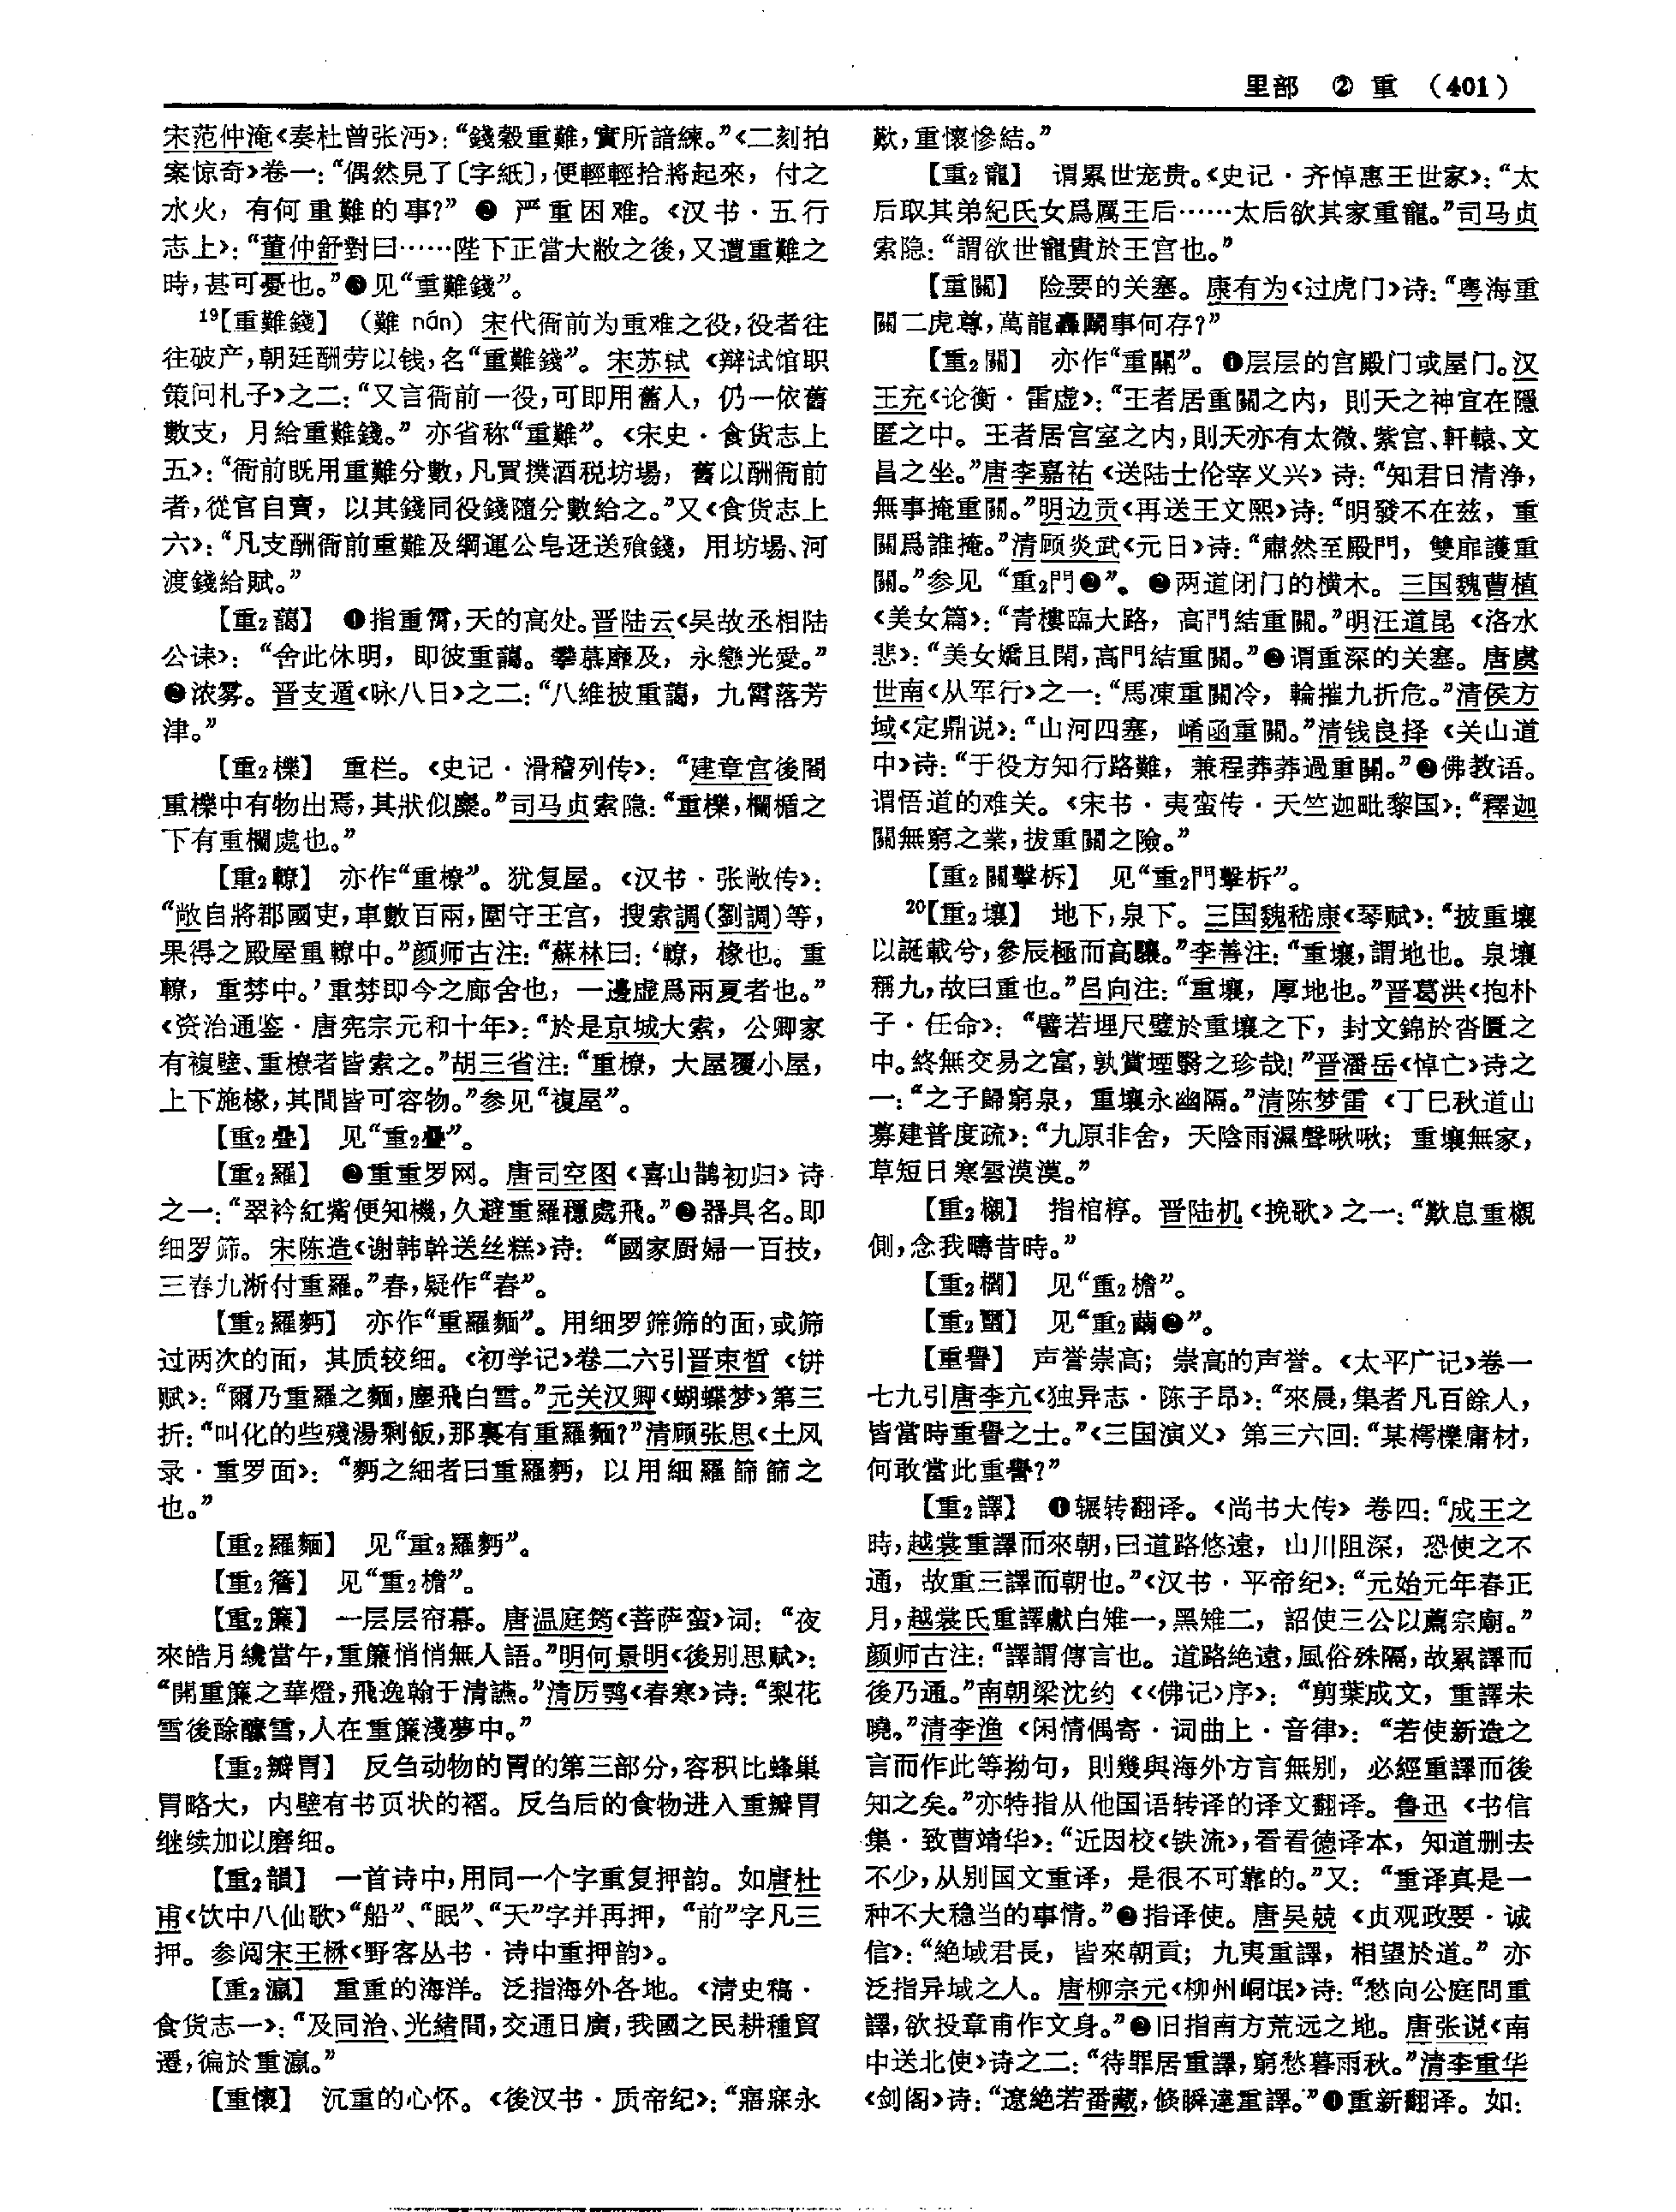 里部 ② 重 （401）
宋范仲淹《奏杜曾张沔》：“錢穀重難，實所諳練。”《二刻拍
案惊奇》卷一：“偶然見了〔字紙〕，便輕輕拾將起來，付之
水火，有何重難的事？”❷ 严重困难。《汉书·五行
志上》：“董仲舒對曰……陛下正當大敝之後，又遭重難之
時，甚可憂也。”❸见“重難錢”。
19【重難錢】（難 nán）宋代衙前为重难之役，役者往
往破产，朝廷酬劳以钱，名“重難錢”。宋苏轼《辩试馆职
策问札子》之二：“又言衙前一役，可即用舊人，仍一依舊
數支，月給重難錢。”亦省称“重難”。《宋史·食货志上
五》：“衙前既用重難分數，凡買撲酒税坊場，舊以酬衙前
者，從官自賣，以其錢同役錢隨分數給之。”又《食货志上
六》：“凡支酬衙前重難及綱運公皂迓送飱錢，用坊場、河
渡錢給賦。”
【重2藹】 ❶指重霄，天的高处。晋陆云《吴故丞相陆
公诔》：“舍此休明，即彼重藹。攀慕靡及，永戀光愛。”
❷浓雾。晋支遁《咏八日》之二：“八維披重藹，九霄落芳
津。”
【重2櫟】 重栏。《史记·滑稽列传》：“建章宫後閤
重櫟中有物出焉，其狀似麋。”司马贞索隐：“重櫟，欄楯之
下有重欄處也。”
【重2轑】 亦作“重橑”。犹复屋。《汉书·张敞传》：
“敞自將郡國吏，車數百兩，圍守王宫，搜索調（劉調）等，
果得之殿屋重轑中。”颜师古注：“蘇林曰：‘轑，椽也。重
轑，重棼中。’重棼即今之廊舍也，一邊虚爲兩夏者也。”
《资治通鉴·唐宪宗元和十年》：“於是京城大索，公卿家
有複壁、重橑者皆索之。”胡三省注：“重橑，大屋覆小屋，
上下施椽，其間皆可容物。”参见“複屋”。
【重2疊】 见“重2疊”。
【重2羅】 ❶重重罗网。唐司空图《喜山鹊初归》诗
之一：“翠衿紅觜便知機，久避重羅穩處飛。”❷器具名。即
细罗筛。宋陈造《谢韩幹送丝糕》诗：“國家厨婦一百技，
三春九淅付重羅。”春，疑作“舂”。
【重2羅麪】 亦作“重羅麵”。用细罗筛筛的面，或筛
过两次的面，其质较细。《初学记》卷二六引晋束皙《饼
赋》：“爾乃重羅之麵，塵飛白雪。”元关汉卿《蝴蝶梦》第三
折：“叫化的些殘湯剩飯，那裏有重羅麵？”清顾张思《土风
录·重罗面》：“麪之細者曰重羅麪，以用細羅篩篩之
也。”
【重2羅麵】 见“重2羅麪”。
【重2簷】 见“重2檐”。
【重2簾】 一层层帘幕。唐温庭筠《菩萨蛮》词：“夜
來皓月纔當午，重簾悄悄無人語。”明何景明《後别思赋》：
“開重簾之華燈，飛逸翰于清讌。”清厉鹗《春寒》诗：“梨花
雪後酴醾雪，人在重簾淺夢中。”
【重2瓣胃】 反刍动物的胃的第三部分，容积比蜂巢
胃略大，内壁有书页状的褶。反刍后的食物进入重瓣胃
继续加以磨细。
【重2韻】 一首诗中，用同一个字重复押韵。如唐杜
甫《饮中八仙歌》“船”、“眠”、“天”字并再押，“前”字凡三
押。参阅宋王楙《野客丛书·诗中重押韵》。
【重2瀛】 重重的海洋。泛指海外各地。《清史稿·
食货志一》：“及同治、光緒間，交通日廣，我國之民耕種貿
遷，徧於重瀛。”
【重懷】 沉重的心怀。《後汉书·质帝纪》：“寤寐永
歎，重懷慘結。”
【重2寵】 谓累世宠贵。《史记·齐悼惠王世家》：“太
后取其弟紀氏女爲厲王后……太后欲其家重寵。”司马贞
索隐：“謂欲世寵貴於王宫也。”
【重關】 险要的关塞。康有为《过虎门》诗：“粤海重
關二虎尊，萬龍轟鬭事何存？”
【重2關】 亦作“重闗”。❶层层的宫殿门或屋门。汉
王充《论衡·雷虚》：“王者居重關之内，則天之神宜在隱
匿之中。王者居宫室之内，則天亦有太微、紫宫、軒轅、文
昌之坐。”唐李嘉祐《送陆士伦宰义兴》诗：“知君日清浄，
無事掩重關。”明边贡《再送王文熙》诗：“明發不在兹，重
關爲誰掩。”清顾炎武《元日》诗：“肅然至殿門，雙扉護重
關。”参见“重2門❶”。❷两道闭门的横木。三国魏曹植
《美女篇》：“青樓臨大路，高門結重關。”明汪道昆《洛水
悲》：“美女嬌且閑，高門結重關。”❸谓重深的关塞。唐虞
世南《从军行》之一：“馬凍重關冷，輪摧九折危。”清侯方
域《定鼎说》：“山河四塞，崤函重關。”清钱良择《关山道
中》诗：“于役方知行路難，兼程莽莽過重闗。”❹佛教语。
谓悟道的难关。《宋书·夷蛮传·天竺迦毗黎国》：“釋迦
關無窮之業，拔重關之險。”
【重2關擊柝】 见“重2門擊柝”。
20【重2壤】 地下，泉下。三国魏嵇康《琴赋》：“披重壤
以誕載兮，參辰極而高驤。”李善注：“重壤，謂地也。泉壤
稱九，故曰重也。”吕向注：“重壤，厚地也。”晋葛洪《抱朴
子·任命》：“譬若埋尺璧於重壤之下，封文錦於沓匱之
中。終無交易之富，孰賞堙翳之珍哉！”晋潘岳《悼亡》诗之
一：“之子歸窮泉，重壤永幽隔。”清陈梦雷《丁巳秋道山
募建普度疏》：“九原非舍，天陰雨濕聲啾啾；重壤無家，
草短日寒雲漠漠。”
【重2櫬】 指棺椁。晋陆机《挽歌》之一：“歎息重櫬
側，念我疇昔時。”
【重2櫩】 见“重2檐”。
【重2蠒】 见“重2繭❷”。
【重譽】 声誉崇高；崇高的声誉。《太平广记》卷一
七九引唐李亢《独异志·陈子昂》：“來晨，集者凡百餘人，
皆當時重譽之士。”《三国演义》第三六回：“某樗櫟庸材，
何敢當此重譽？”
【重2譯】 ❶辗转翻译。《尚书大传》卷四：“成王之
時，越裳重譯而來朝，曰道路悠遠，山川阻深，恐使之不
通，故重三譯而朝也。”《汉书·平帝纪》：“元始元年春正
月，越裳氏重譯獻白雉一，黑雉二，詔使三公以薦宗廟。”
颜师古注：“譯謂傳言也。道路絶遠，風俗殊隔，故累譯而
後乃通。”南朝梁沈约《〈佛记〉序》：“剪葉成文，重譯未
曉。”清李渔《闲情偶寄·词曲上·音律》：“若使新造之
言而作此等拗句，則幾與海外方言無别，必經重譯而後
知之矣。”亦特指从他国语转译的译文翻译。鲁迅《书信
集·致曹靖华》：“近因校《铁流》，看看德译本，知道删去
不少，从别国文重译，是很不可靠的。”又：“重译真是一
种不大稳当的事情。”❷指译使。唐吴兢《贞观政要·诚
信》：“絶域君長，皆來朝貢；九夷重譯，相望於道。”亦
泛指异域之人。唐柳宗元《柳州峒氓》诗：“愁向公庭問重
譯，欲投章甫作文身。”❸旧指南方荒远之地。唐张说《南
中送北使》诗之二：“待罪居重譯，窮愁暮雨秋。”清李重华
《剑阁》诗：“遼絶若番藏，倏瞬達重譯。”❹重新翻译。如：